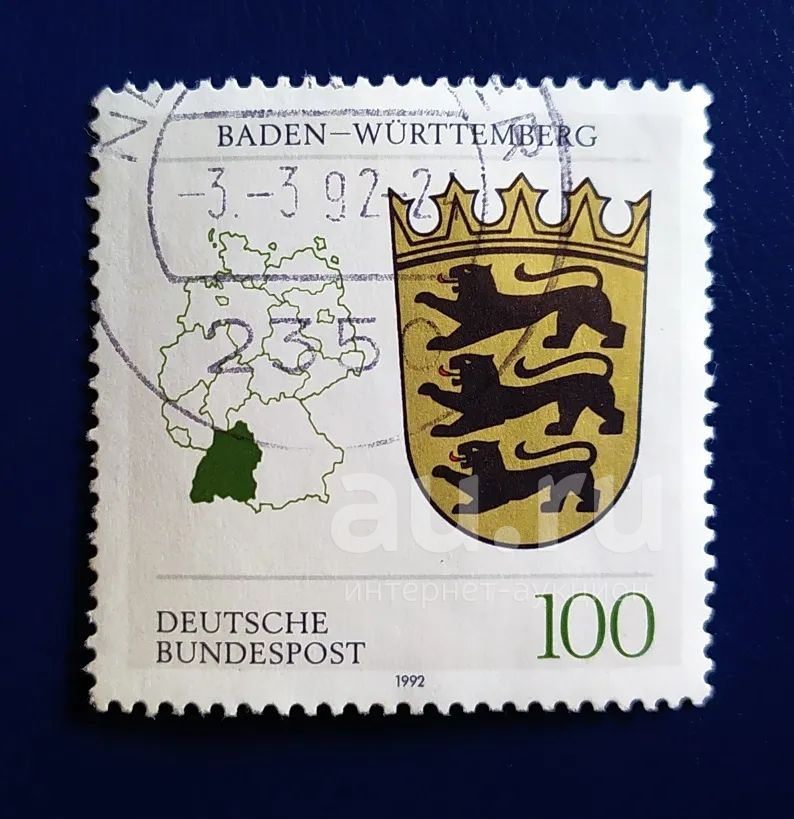 BADEN–WÜRTTEMBERG
-3.-3.92-2
235
au.ru
интернет-аукцион
DEUTSCHE
BUNDESPOST
100
1992